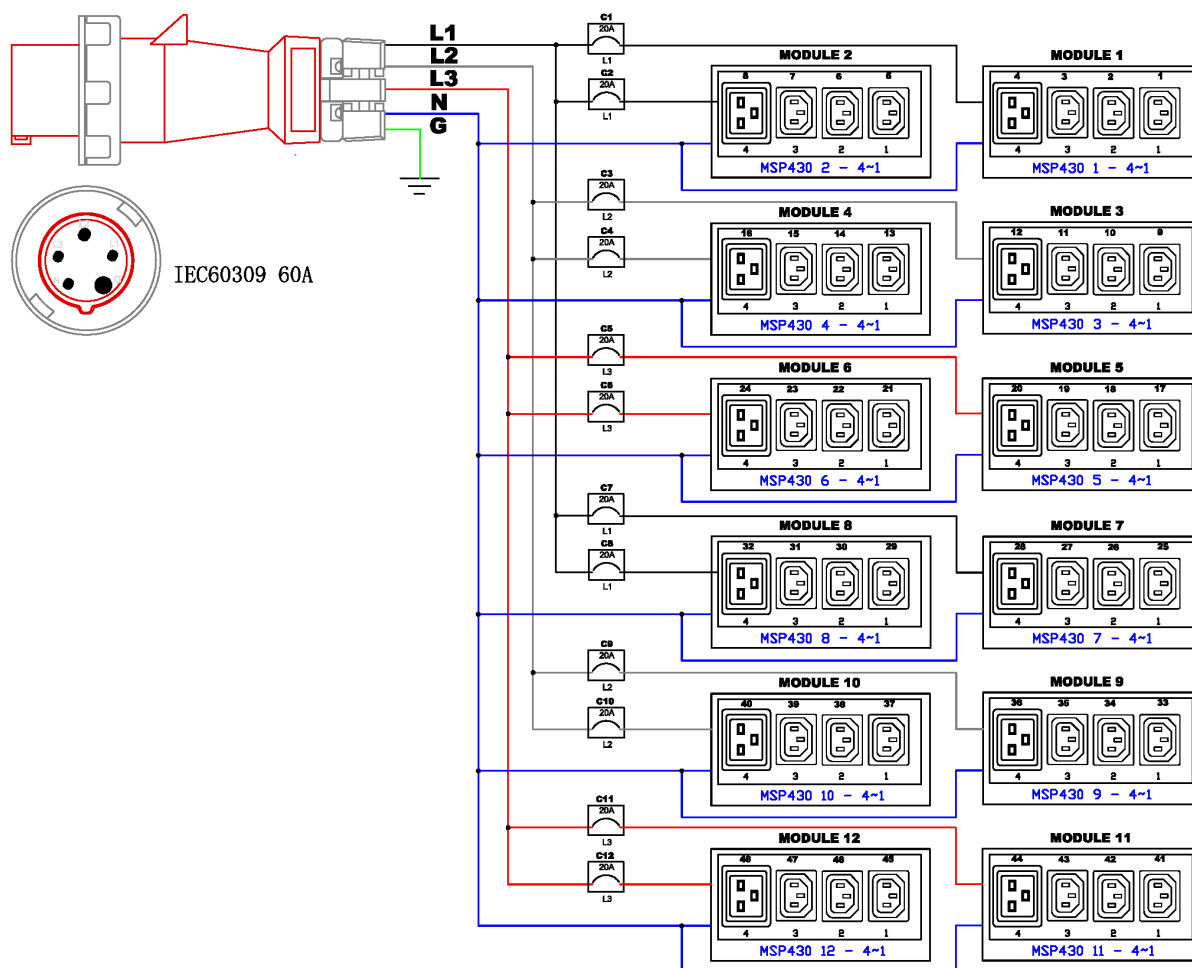 L1
L2
L3
N
G
L2
L3 L1
N G
IEC60309 60A
C1
20A
L1
C2
20A
L1
MODULE 2
8 7 6 5
4 3 2 1
MSP430 2 - 4~1
MODULE 1
4 3 2 1
4 3 2 1
MSP430 1 - 4~1
C3
20A
L2
C4
20A
L2
MODULE 4
16 15 14 13
4 3 2 1
MSP430 4 - 4~1
MODULE 3
12 11 10 9
4 3 2 1
MSP430 3 - 4~1
C5
20A
L3
C6
20A
L3
MODULE 6
24 23 22 21
4 3 2 1
MSP430 6 - 4~1
MODULE 5
20 19 18 17
4 3 2 1
MSP430 5 - 4~1
C7
20A
L1
C8
20A
L1
MODULE 8
32 31 30 29
4 3 2 1
MSP430 8 - 4~1
MODULE 7
28 27 26 25
4 3 2 1
MSP430 7 - 4~1
C9
20A
L2
C10
20A
L2
MODULE 10
40 39 38 37
4 3 2 1
MSP430 10 - 4~1
MODULE 9
36 35 34 33
4 3 2 1
MSP430 9 - 4~1
C11
20A
L3
C12
20A
L3
MODULE 12
48 47 46 45
4 3 2 1
MSP430 12 - 4~1
MODULE 11
44 43 42 41
4 3 2 1
MSP430 11 - 4~1